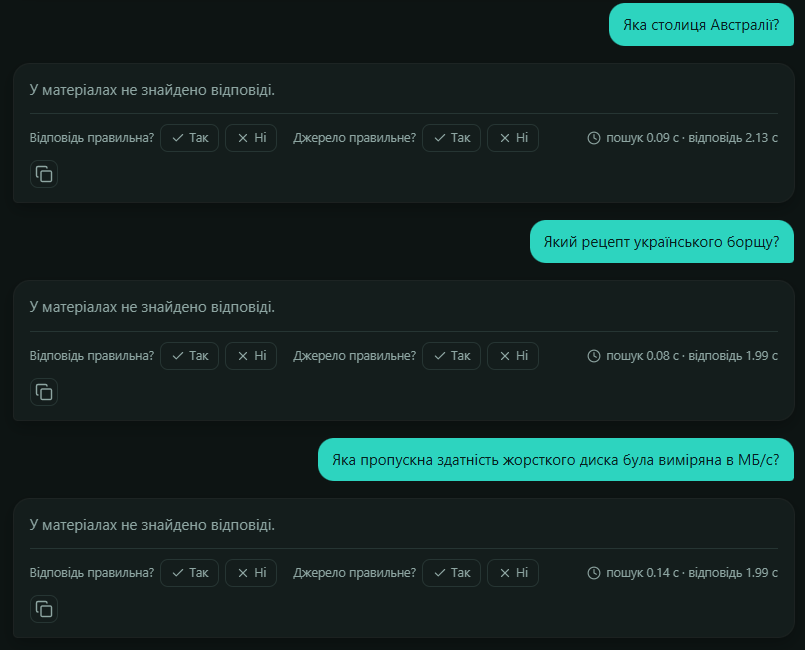 Яка столиця Австралії?
У матеріалах не знайдено відповіді.
Відповідь правильна? Так Ні Джерело правильне? Так Ні пошук 0.09 с · відповідь 2.13 с
Який рецепт українського борщу?
У матеріалах не знайдено відповіді.
Відповідь правильна? Так Ні Джерело правильне? Так Ні пошук 0.08 с · відповідь 1.99 с
Яка пропускна здатність жорсткого диска була виміряна в МБ/с?
У матеріалах не знайдено відповіді.
Відповідь правильна? Так Ні Джерело правильне? Так Ні пошук 0.14 с · відповідь 1.99 с